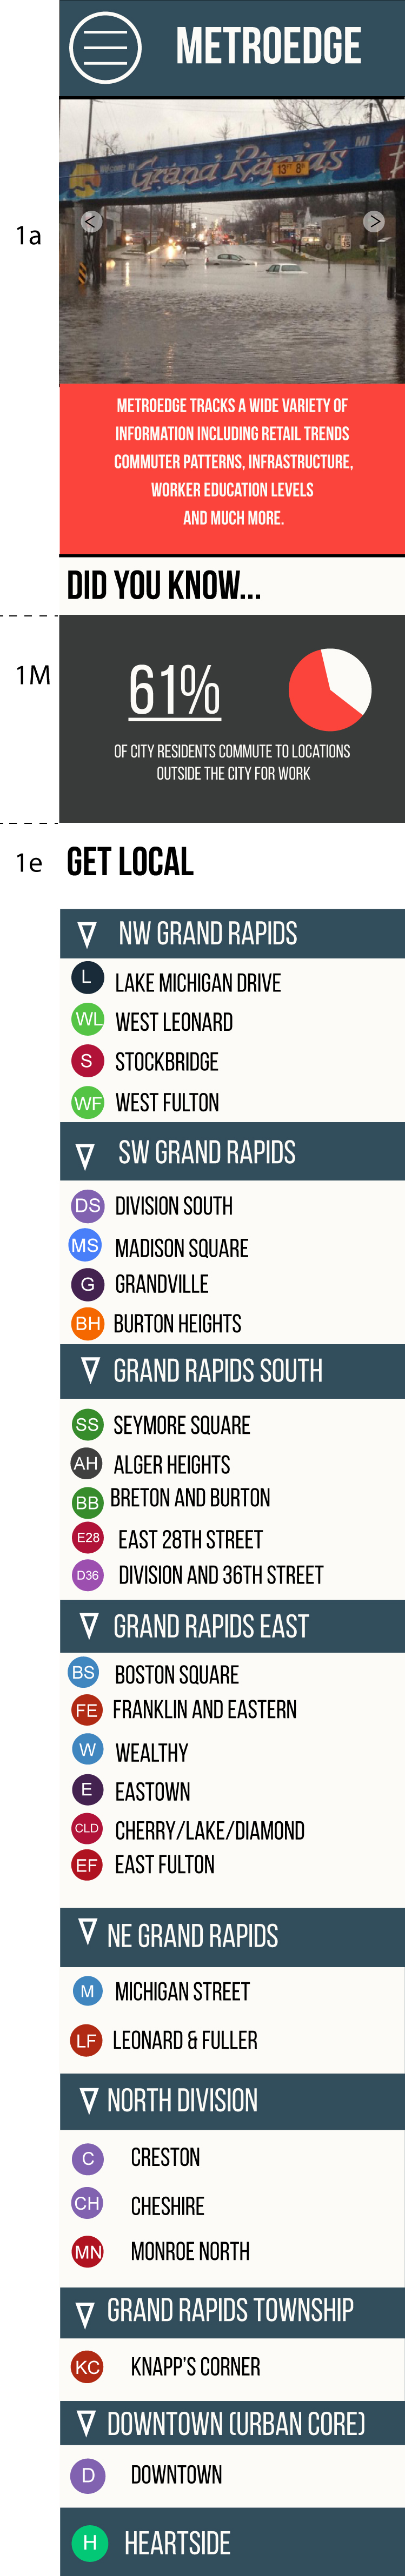 METROEDGE
Welcome to
Grand Rapids
MI
13' 8"
<
>
1a
METROEDGE TRACKS A WIDE VARIETY OF
INFORMATION INCLUDING RETAIL TRENDS
COMMUTER PATTERNS, INFRASTRUCTURE,
WORKER EDUCATION LEVELS
AND MUCH MORE.
DID YOU KNOW...
1M
61%
OF CITY RESIDENTS COMMUTE TO LOCATIONS
OUTSIDE THE CITY FOR WORK
1e GET LOCAL
NW GRAND RAPIDS
L LAKE MICHIGAN DRIVE
WL WEST LEONARD
S STOCKBRIDGE
WF WEST FULTON
SW GRAND RAPIDS
DS DIVISION SOUTH
MS MADISON SQUARE
G GRANDVILLE
BH BURTON HEIGHTS
GRAND RAPIDS SOUTH
SS SEYMORE SQUARE
AH ALGER HEIGHTS
BB BRETON AND BURTON
E28 EAST 28TH STREET
D36 DIVISION AND 36TH STREET
GRAND RAPIDS EAST
BS BOSTON SQUARE
FE FRANKLIN AND EASTERN
W WEALTHY
E EASTOWN
CLD CHERRY/LAKE/DIAMOND
EF EAST FULTON
NE GRAND RAPIDS
M MICHIGAN STREET
LF LEONARD & FULLER
NORTH DIVISION
C CRESTON
CH CHESHIRE
MN MONROE NORTH
GRAND RAPIDS TOWNSHIP
KC KNAPP'S CORNER
DOWNTOWN (URBAN CORE)
D DOWNTOWN
H HEARTSIDE